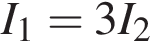 I₁ = 3I₂